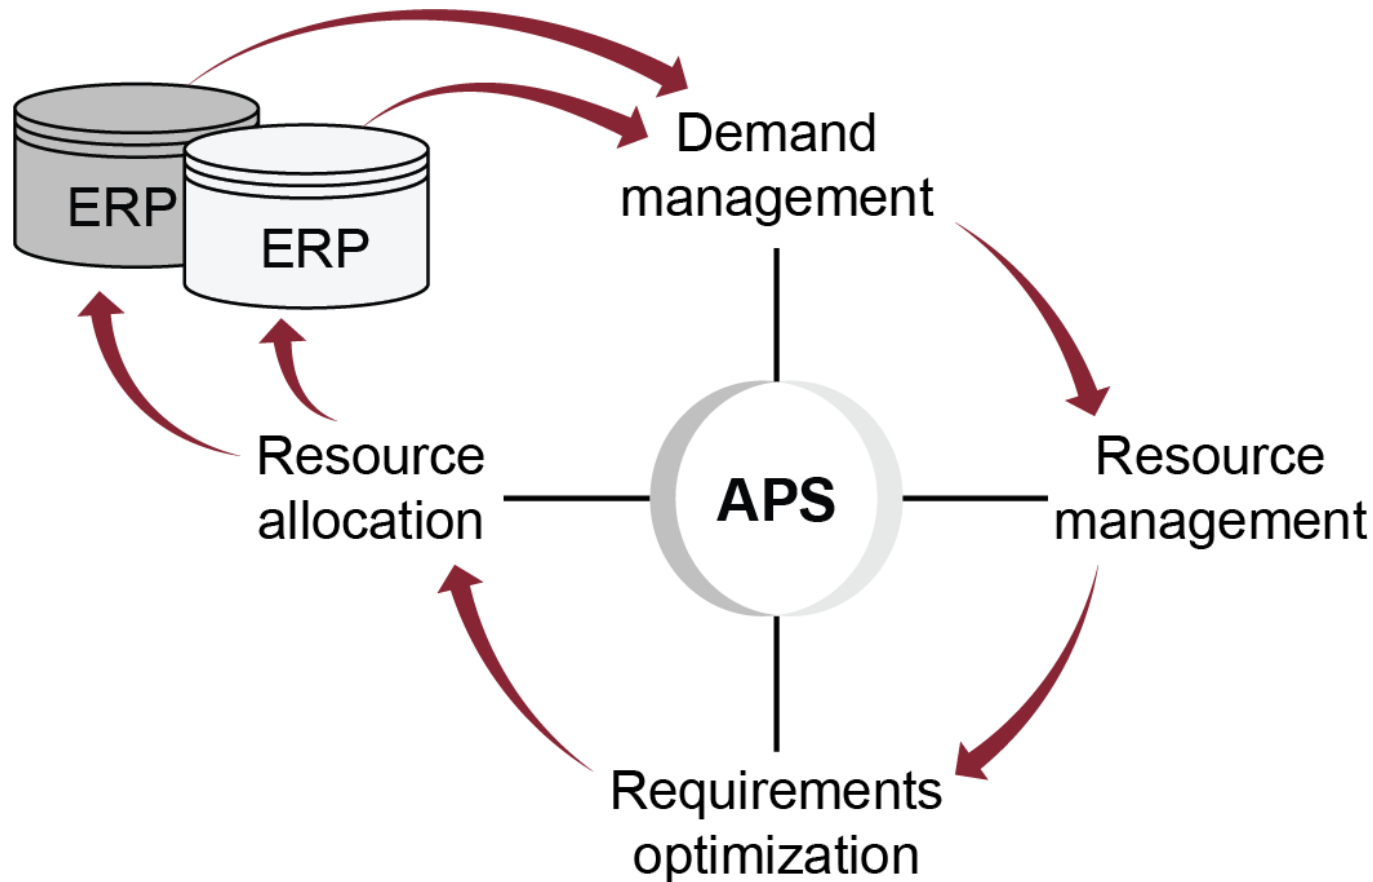 Demand
management
ERP
ERP
Resource
allocation
APS
Resource
management
Requirements
optimization